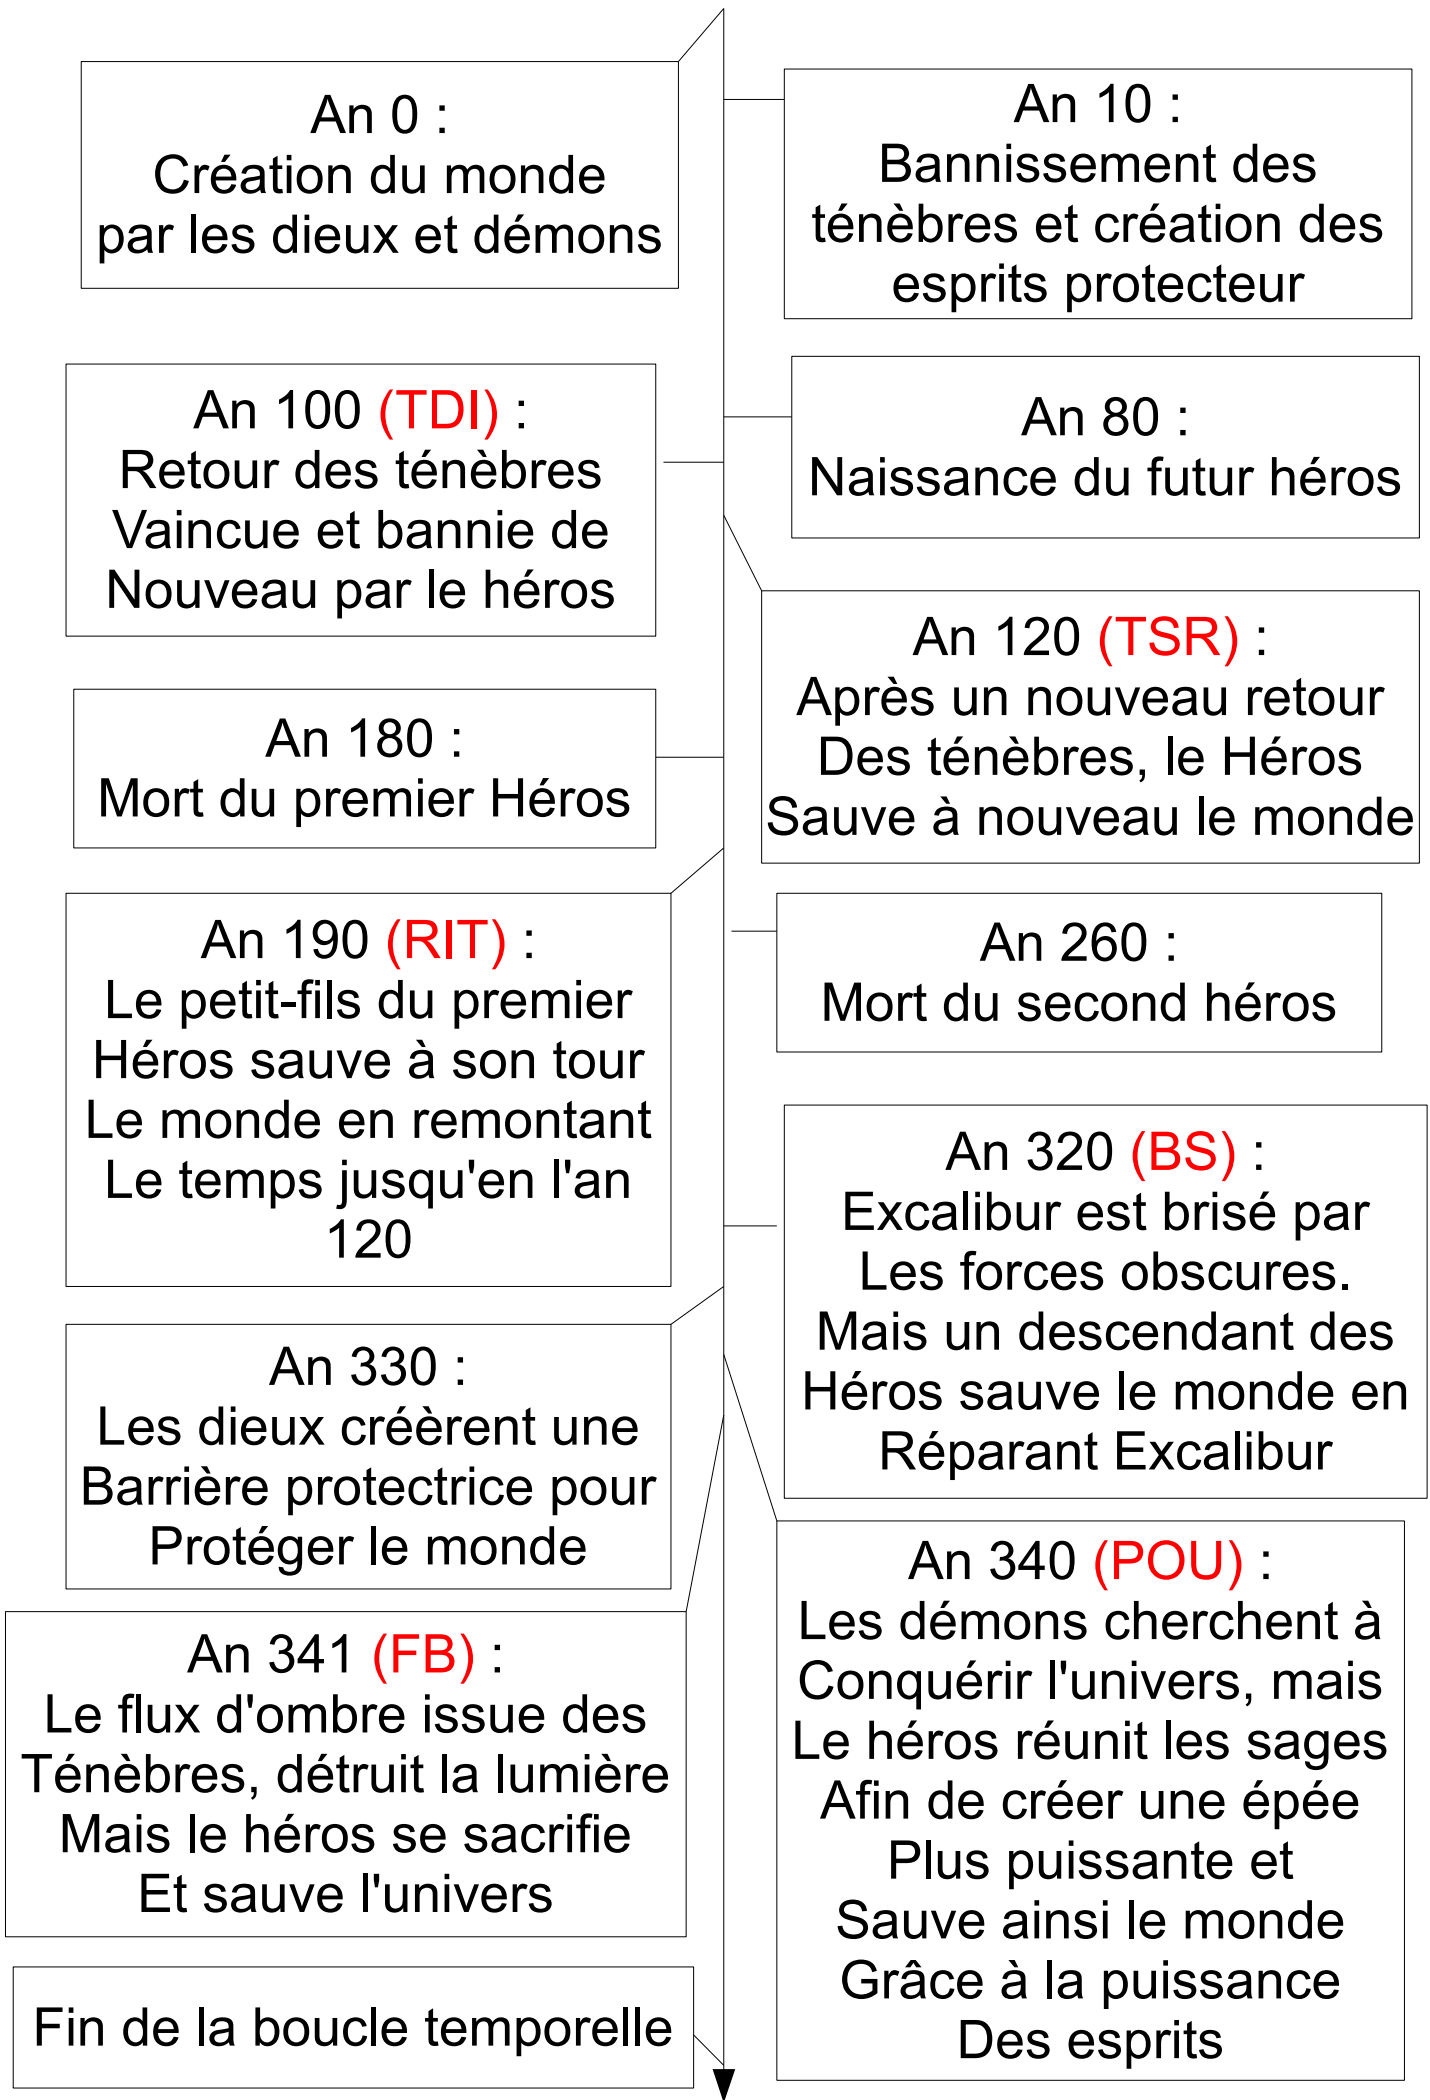 An 0 :
Création du monde
par les dieux et démons
An 10 :
Bannissement des
ténèbres et création des
esprits protecteur
An 80 :
Naissance du futur héros
An 100 (TDI) :
Retour des ténèbres
Vaincue et bannie de
Nouveau par le héros
An 120 (TSR) :
Après un nouveau retour
Des ténèbres, le Héros
Sauve à nouveau le monde
An 180 :
Mort du premier Héros
An 190 (RIT) :
Le petit-fils du premier
Héros sauve à son tour
Le monde en remontant
Le temps jusqu'en l'an
120
An 260 :
Mort du second héros
An 320 (BS) :
Excalibur est brisé par
Les forces obscures.
Mais un descendant des
Héros sauve le monde en
Réparant Excalibur
An 330 :
Les dieux créèrent une
Barrière protectrice pour
Protéger le monde
An 340 (POU) :
Les démons cherchent à
Conquérir l'univers, mais
Le héros réunit les sages
Afin de créer une épée
Plus puissante et
Sauve ainsi le monde
Grâce à la puissance
Des esprits
An 341 (FB) :
Le flux d'ombre issue des
Ténèbres, détruit la lumière
Mais le héros se sacrifie
Et sauve l'univers
Fin de la boucle temporelle